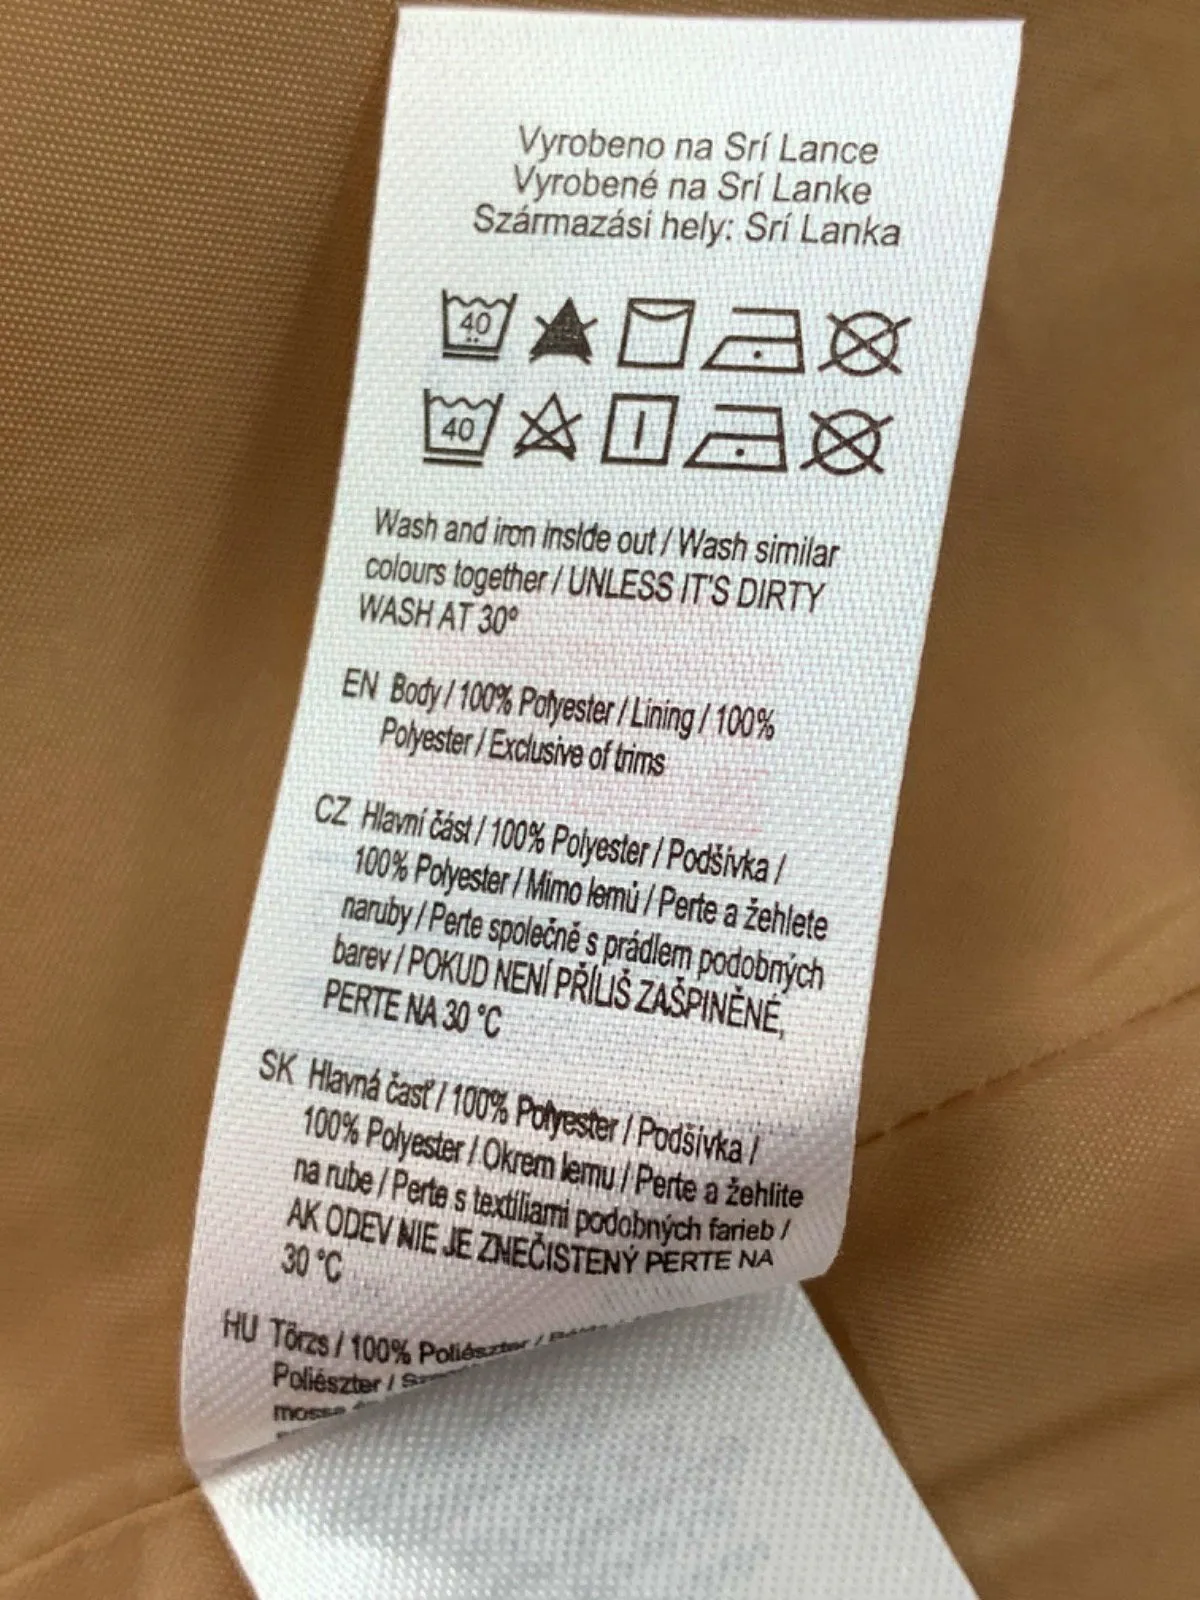 Vyrobeno na Srí Lance
Vyrobené na Srí Lanke
Származási hely: Srí Lanka
40
40
Wash and iron inside out / Wash similar
colours together / UNLESS IT'S DIRTY
WASH AT 30°
EN Body / 100% Polyester / Lining / 100%
Polyester / Exclusive of trims
CZ Hlavní část / 100% Polyester / Podšívka /
100% Polyester / Mimo lemů / Perte a žehlete
naruby / Perte společně s prádlem podobných
barev / POKUD NENÍ PŘÍLIŠ ZAŠPINĚNÉ,
PERTE NA 30 °C
SK Hlavná časť / 100% Polyester / Podšívka /
100% Polyester / Okrem lemu / Perte a žehlite
na rube / Perte s textíliami podobných farieb /
AK ODEV NIE JE ZNEČISTENÝ PERTE NA
30 °C
HU Törzs / 100% Poliészter /
Poliészter /